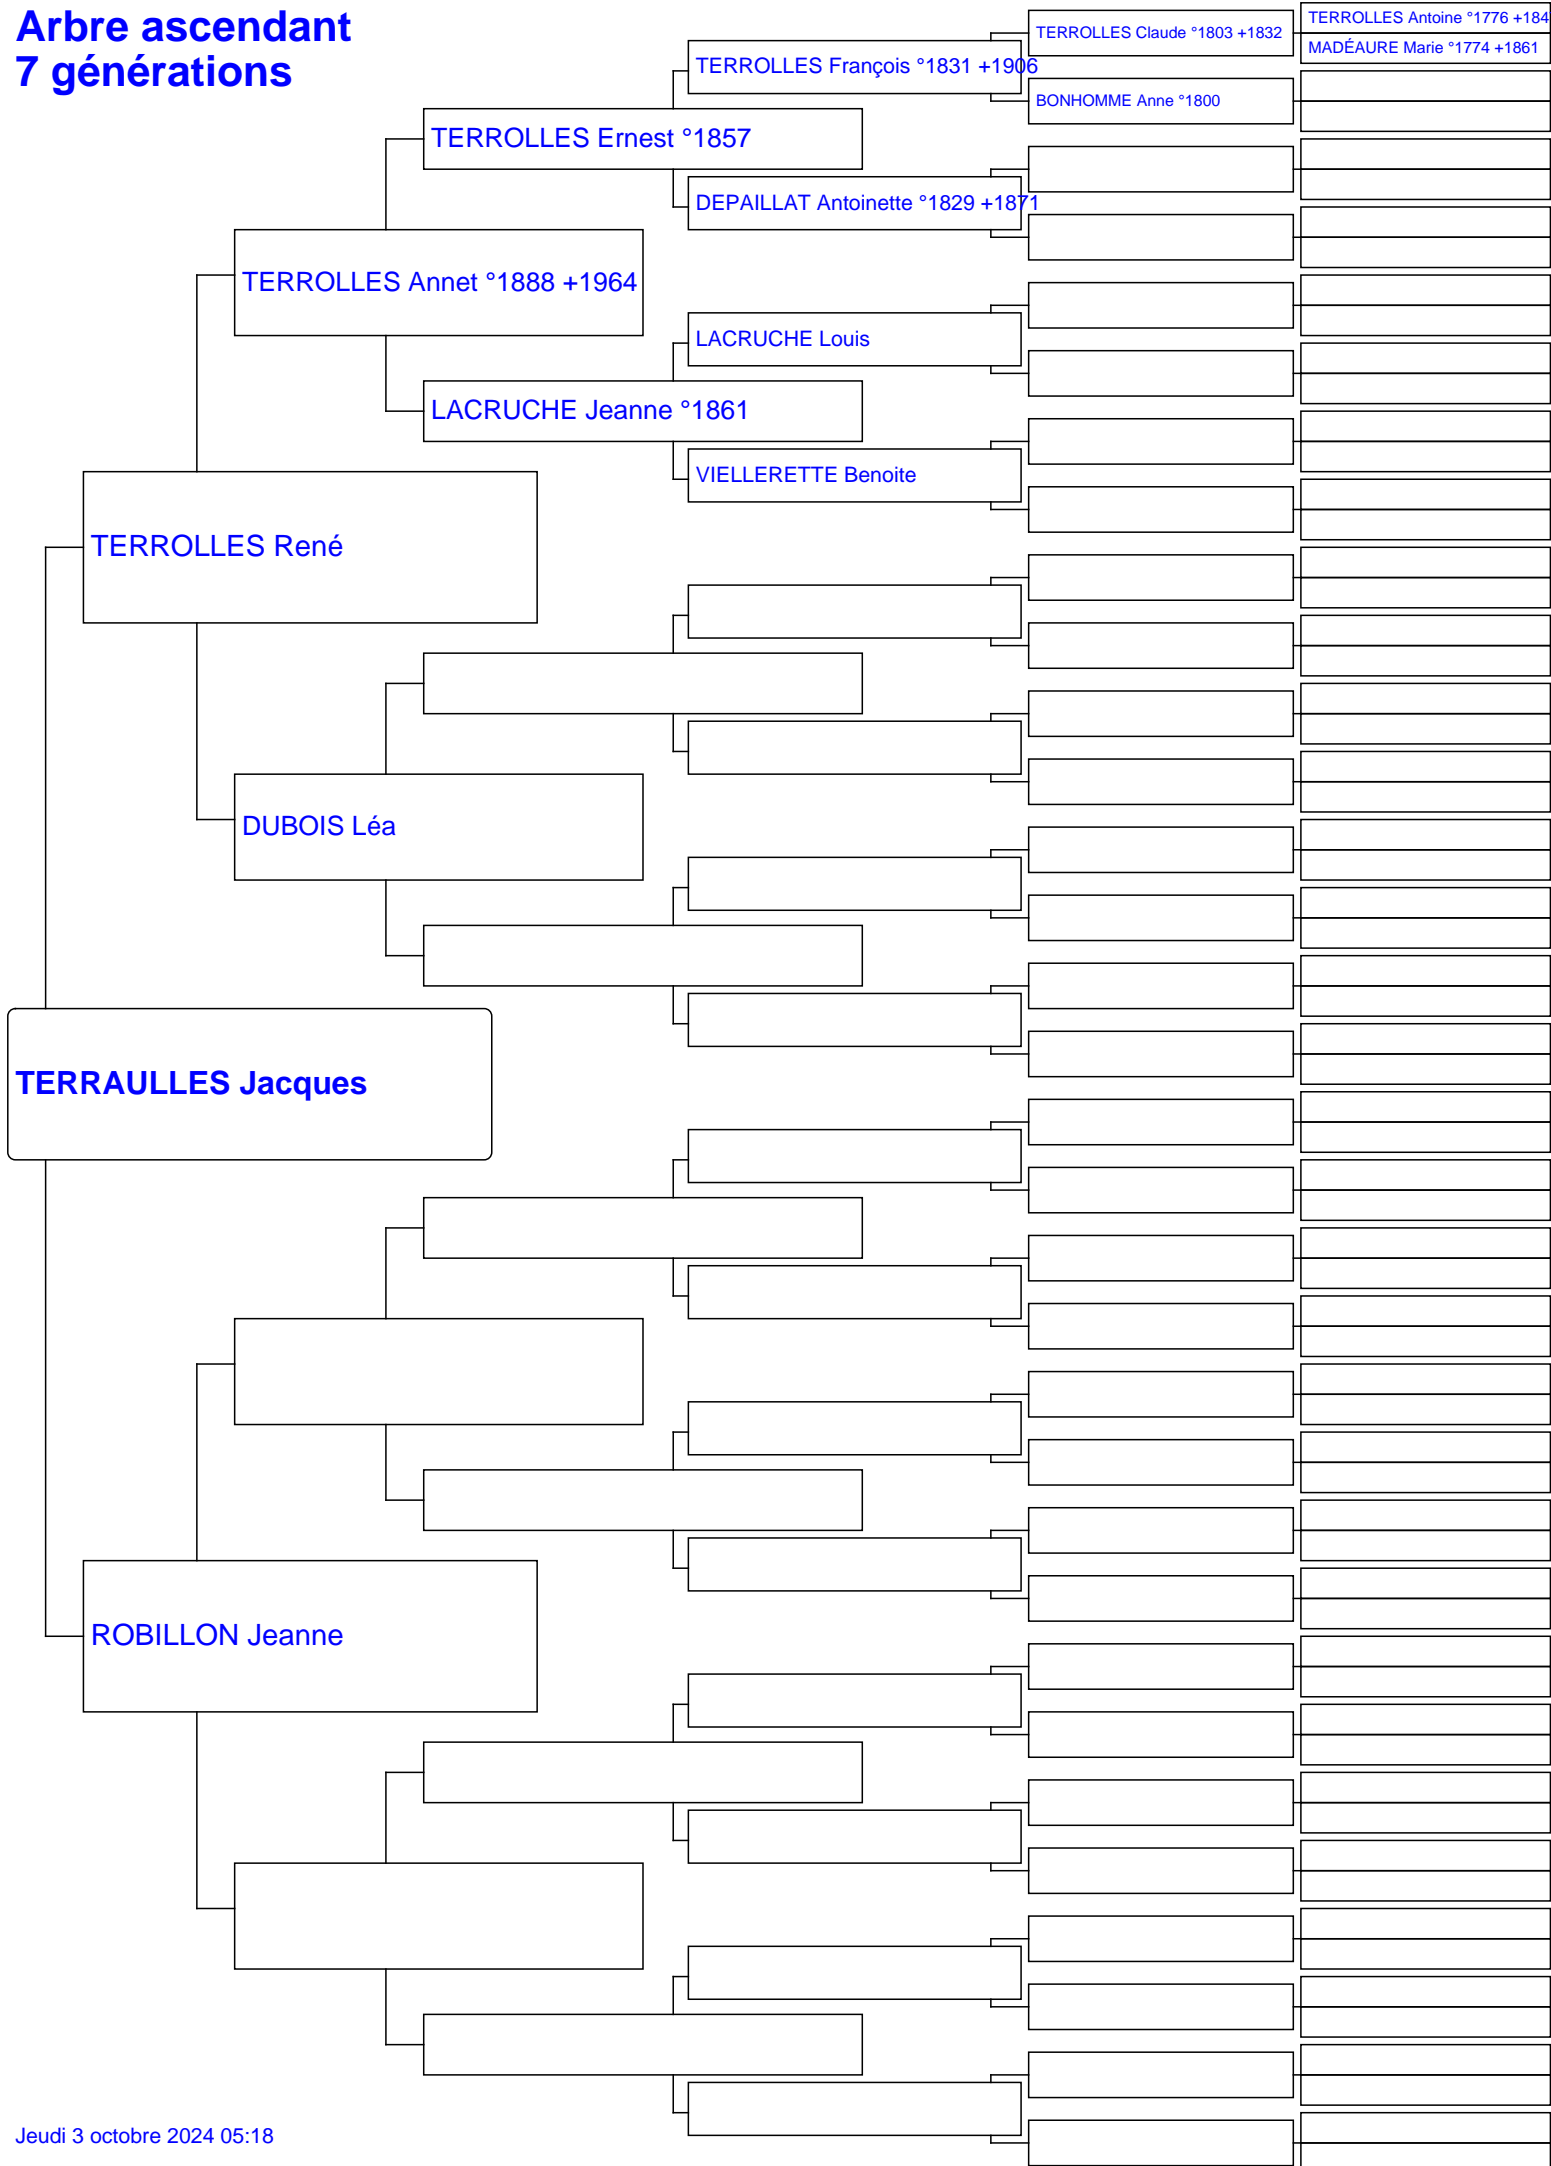 Arbre ascendant
7 générations
TERROLLES Antoine °1776 +184
TERROLLES Claude °1803 +1832
MADÉAURE Marie °1774 +1861
TERROLLES François °1831 +1906
BONHOMME Anne °1800
TERROLLES Ernest °1857
DEPAILLAT Antoinette °1829 +1871
TERROLLES Annet °1888 +1964
LACRUCHE Louis
LACRUCHE Jeanne °1861
VIELLERETTE Benoite
TERROLLES René
DUBOIS Léa
TERRAULLES Jacques
ROBILLON Jeanne
Jeudi 3 octobre 2024 05:18